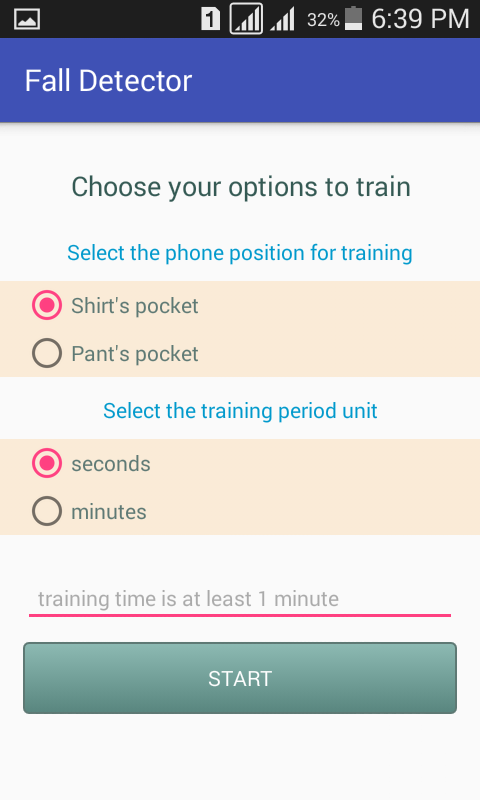 1 32% 6:39 PM
Fall Detector
Choose your options to train
Select the phone position for training
Shirt's pocket
Pant's pocket
Select the training period unit
seconds
minutes
training time is at least 1 minute
START